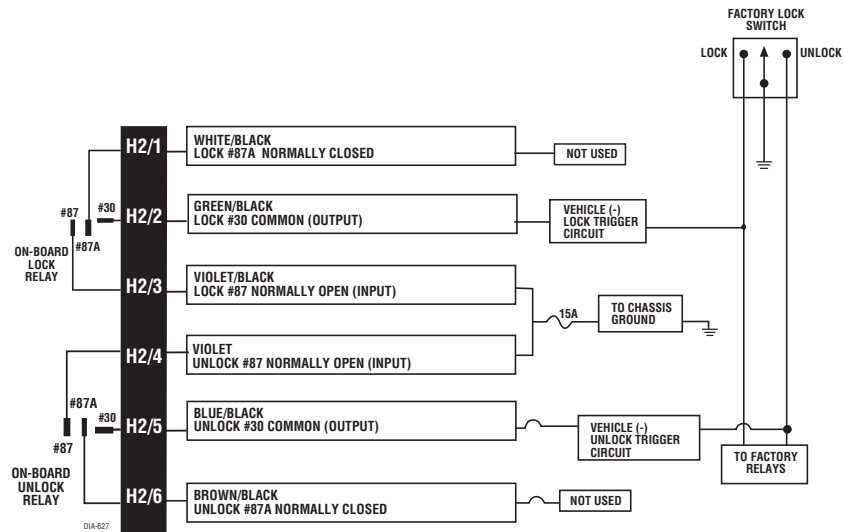 FACTORY LOCK
SWITCH
LOCK
UNLOCK
H2/1
WHITE/BLACK
LOCK #87A NORMALLY CLOSED
NOT USED
#87
#30
#87A
ON-BOARD
LOCK
RELAY
H2/2
GREEN/BLACK
LOCK #30 COMMON (OUTPUT)
VEHICLE (-)
LOCK TRIGGER
CIRCUIT
H2/3
VIOLET/BLACK
LOCK #87 NORMALLY OPEN (INPUT)
15A
TO CHASSIS
GROUND
H2/4
VIOLET
UNLOCK #87 NORMALLY OPEN (INPUT)
#87A
#30
#87
ON-BOARD
UNLOCK
RELAY
H2/5
BLUE/BLACK
UNLOCK #30 COMMON (OUTPUT)
VEHICLE (-)
UNLOCK TRIGGER
CIRCUIT
TO FACTORY
RELAYS
H2/6
BROWN/BLACK
UNLOCK #87A NORMALLY CLOSED
NOT USED
DIA-627